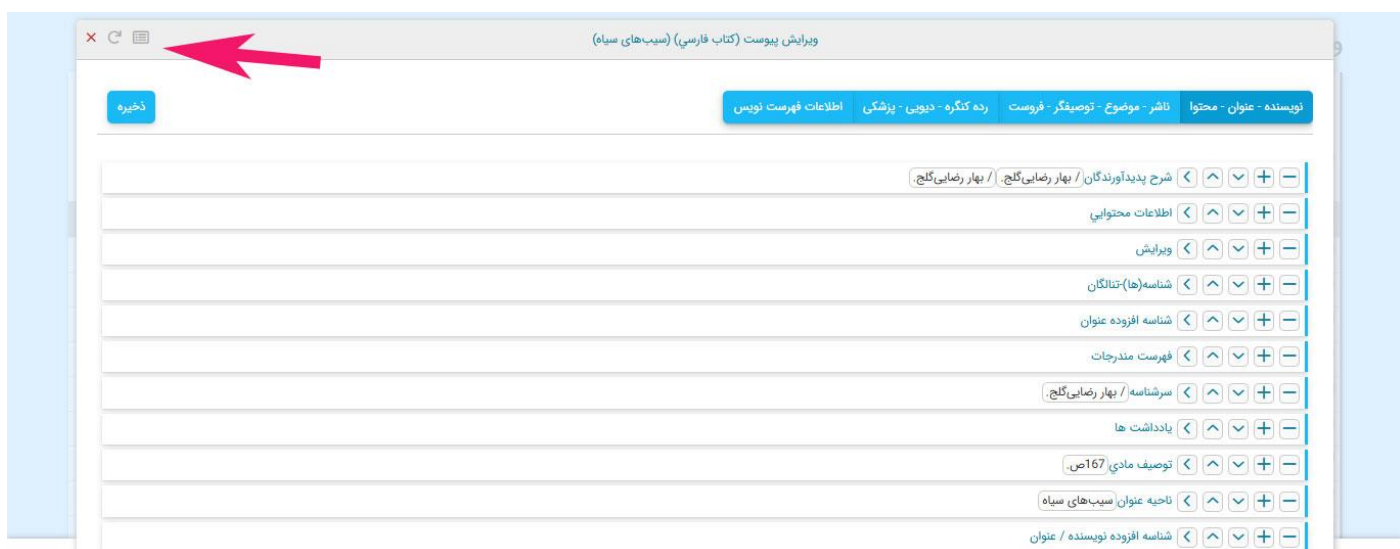 ویرایش پیوست (کتاب فارسي) (سیب‌های سیاه)
نویسنده - عنوان - محتوا	ناشر - موضوع - توصیفگر - فروست	رده کنگره - دیویی - پزشکی	اطلاعات فهرست نویس	ذخیره
شرح پدیدآورندگان / بهار رضایی‌گلج. / بهار رضایی‌گلج.
اطلاعات محتوايي
ویرایش
شناسه(ها)-تنالگان
شناسه افزوده عنوان
فهرست مندرجات
سرشناسه / بهار رضایی‌گلج.
یادداشت ها
توصيف مادي 167ص.
ناحیه عنوان سیب‌های سیاه
شناسه افزوده نویسنده / عنوان